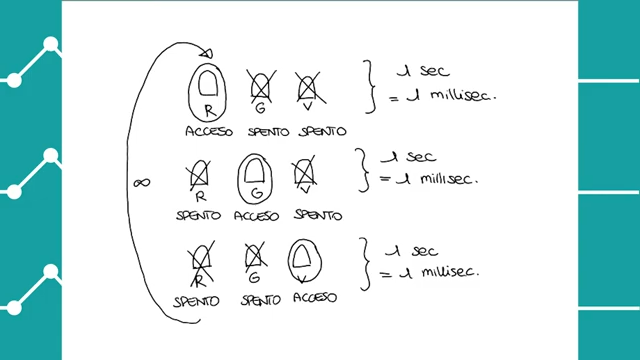 R G V
ACCESO SPENTO SPENTO
1 sec
= 1 millisec.
∞
R G V
SPENTO ACCESO SPENTO
1 sec
= 1 millisec.
R G V
SPENTO SPENTO ACCESO
1 sec
= 1 millisec.